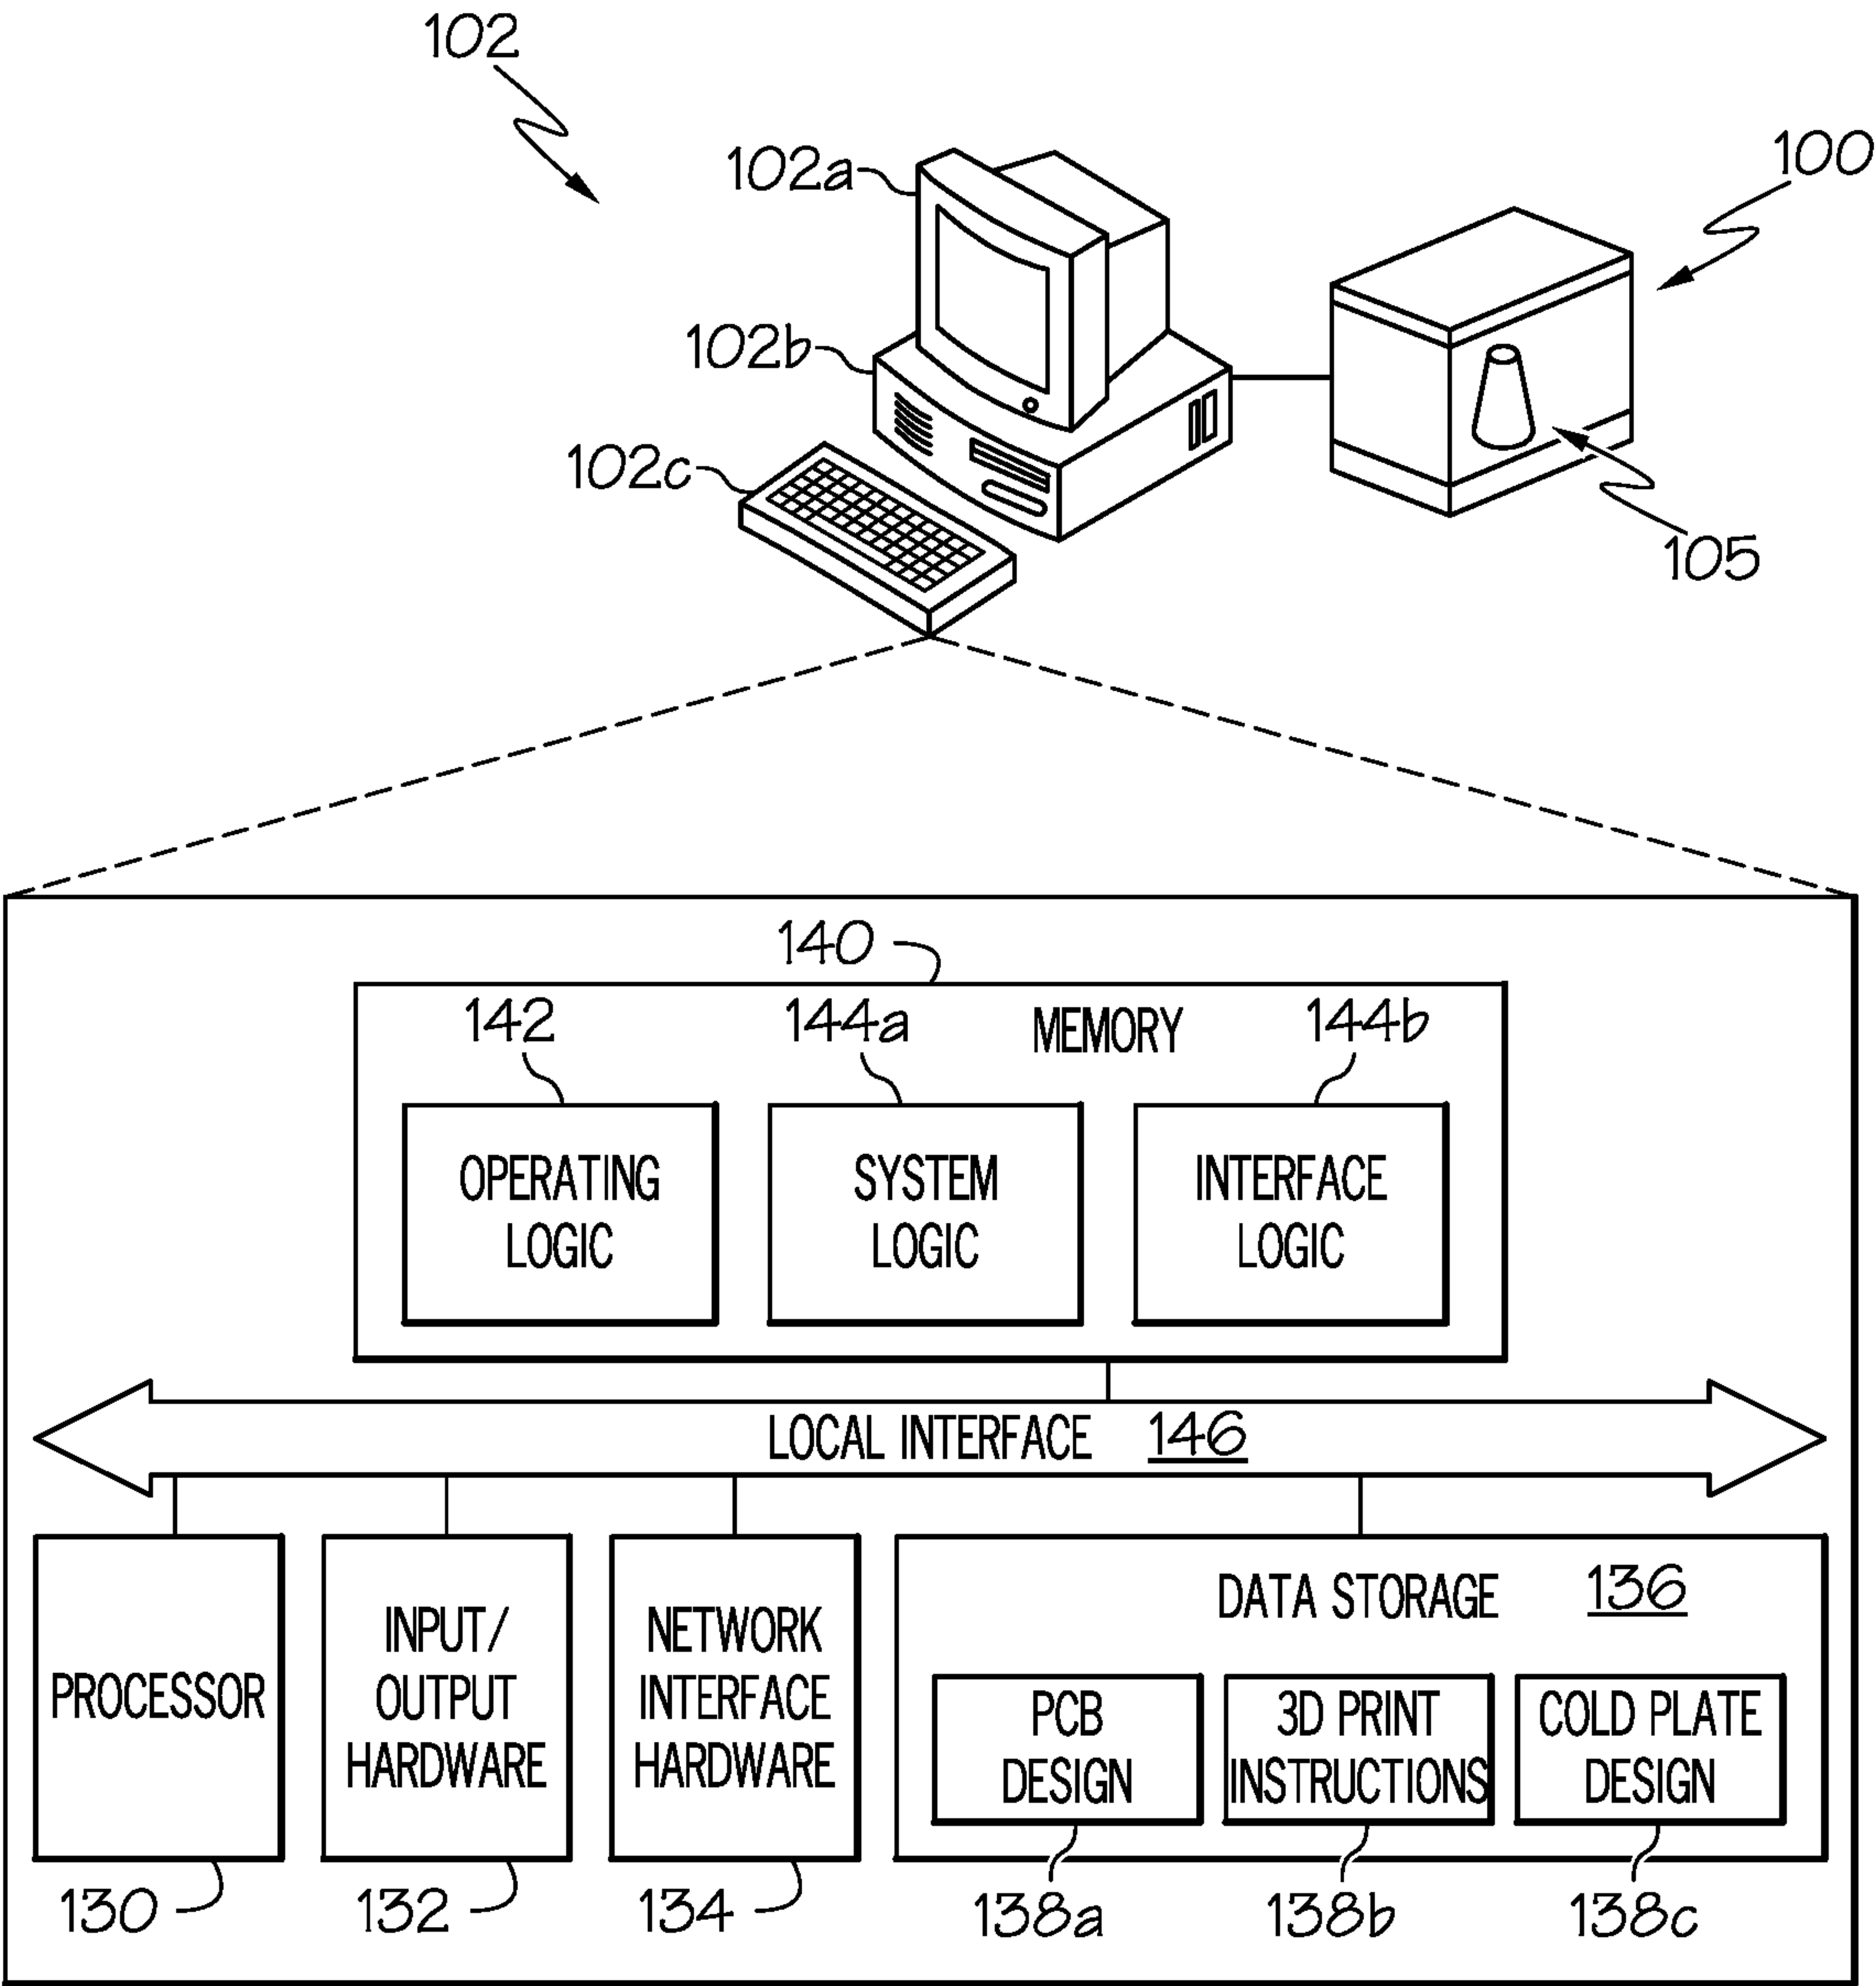 102
102a
100
102b
102c
105
140
142
144a
MEMORY
144b
OPERATING
LOGIC
SYSTEM
LOGIC
INTERFACE
LOGIC
LOCAL INTERFACE 146
PROCESSOR
INPUT/
OUTPUT
HARDWARE
NETWORK
INTERFACE
HARDWARE
DATA STORAGE 136
PCB
DESIGN
3D PRINT
INSTRUCTIONS
COLD PLATE
DESIGN
130
132
134
138a
138b
138c